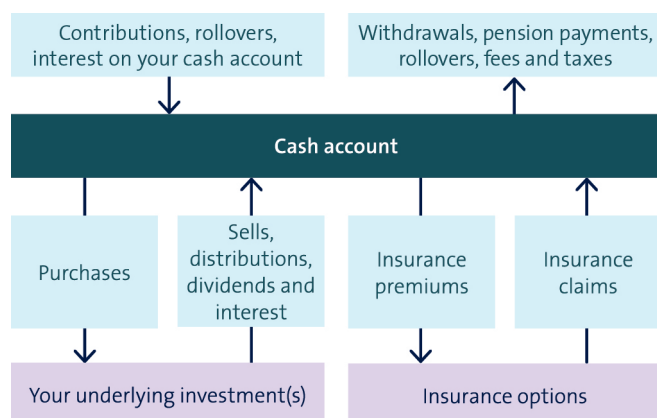 Contributions, rollovers,
interest on your cash account
Withdrawals, pension payments,
rollovers, fees and taxes
Cash account
Purchases
Sells,
distributions,
dividends and
interest
Insurance
premiums
Insurance
claims
Your underlying investment(s)
Insurance options